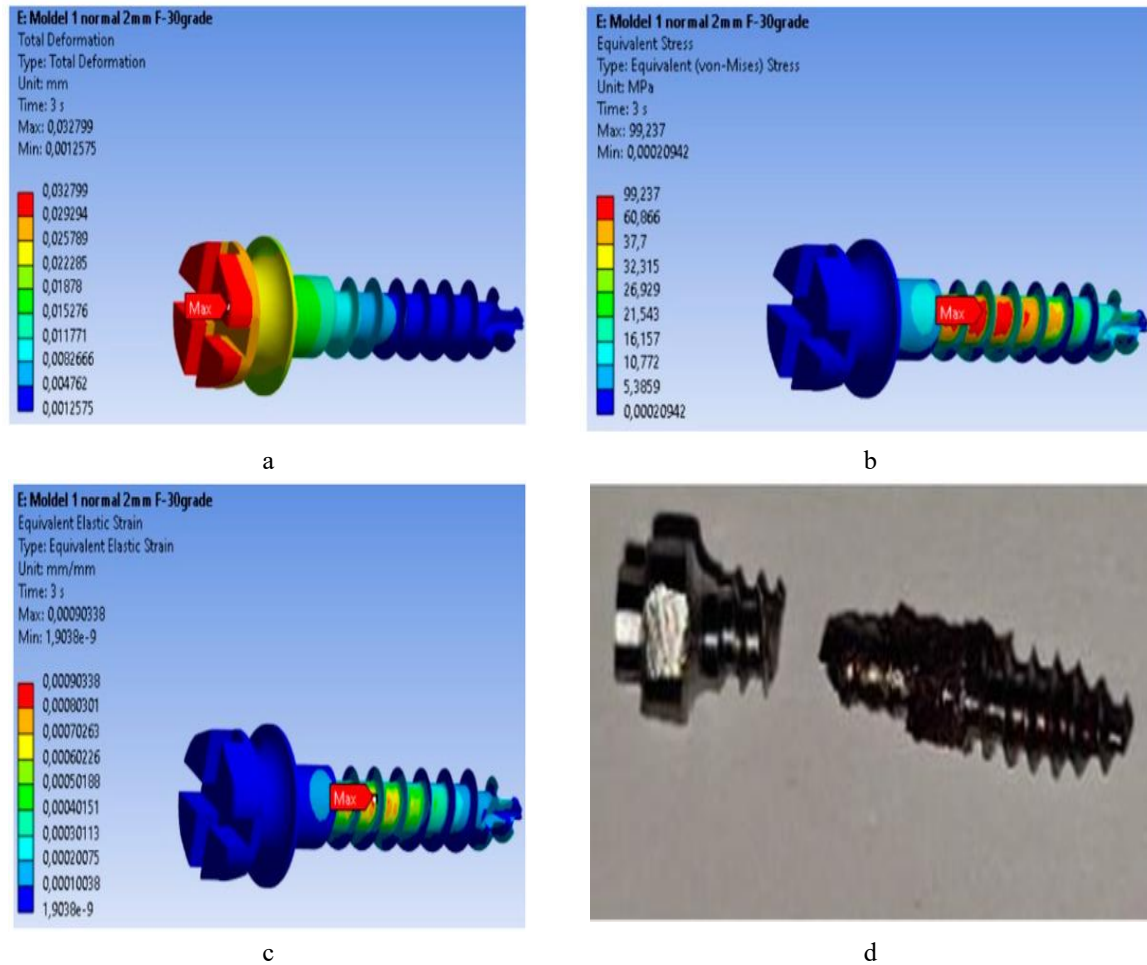 E: Moldel 1 normal 2mm F-30grade
Total Deformation
Type: Total Deformation
Unit: mm
Time: 3 s
Max: 0,032799
Min: 0,0012575
0,032799
0,029294
0,025789
0,022285
0,01878
0,015276
0,011771
0,0082666
0,004762
0,0012575
Max
a
E: Moldel 1 normal 2mm F-30grade
Equivalent Stress
Type: Equivalent (von-Mises) Stress
Unit: MPa
Time: 3 s
Max: 99,237
Min: 0,00020942
99,237
60,866
37,7
32,315
26,929
21,543
16,157
10,772
5,3859
0,00020942
Max
b
E: Moldel 1 normal 2mm F-30grade
Equivalent Elastic Strain
Type: Equivalent Elastic Strain
Unit: mm/mm
Time: 3 s
Max: 0,00090338
Min: 1,9038e-9
0,00090338
0,00080301
0,00070263
0,00060226
0,00050188
0,00040151
0,00030113
0,00020075
0,00010038
1,9038e-9
Max
c
d